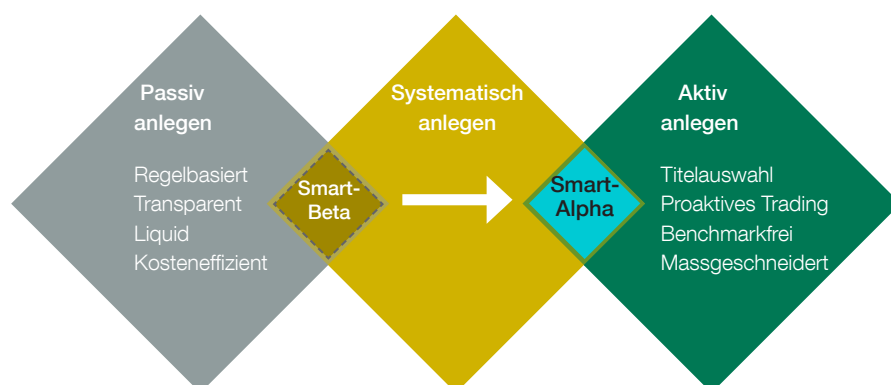 Passiv
anlegen
Regelbasiert
Transparent
Liquid
Kosteneffizient
Smart-
Beta
Systematisch
anlegen
Smart-
Alpha
Aktiv
anlegen
Titelauswahl
Proaktives Trading
Benchmarkfrei
Massgeschneidert